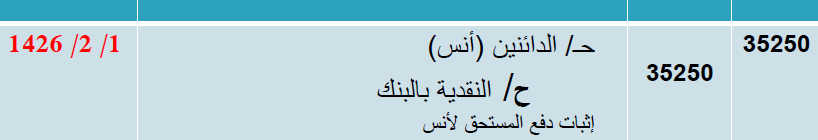 35250 حـ/ الدائنين (أنس) 1/ 2/ 1426
35250 ح/ النقدية بالبنك
إثبات دفع المستحق لأنس